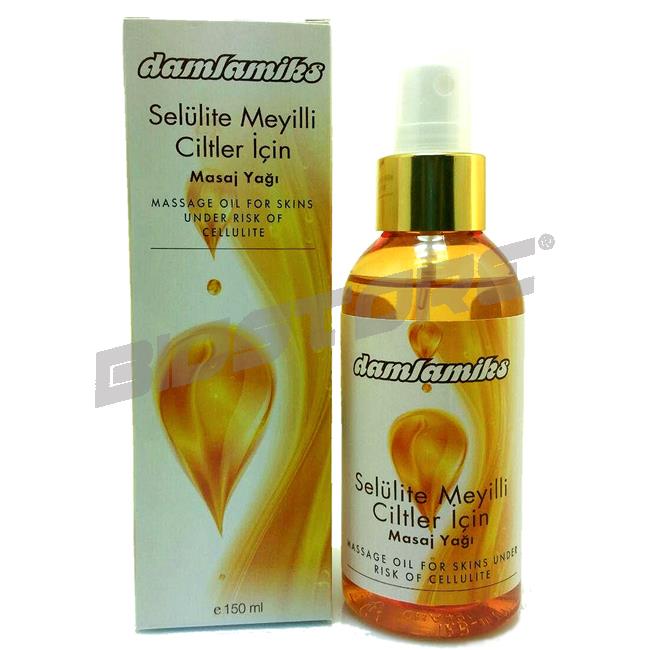 damlamiks
Selülite Meyilli
Ciltler İçin
Masaj Yağı
MASSAGE OIL FOR SKINS
UNDER RISK OF
CELLULITE
e 150 ml
BIOSTORE®
damlamiks
Selülite Meyilli
Ciltler İçin
Masaj Yağı
MASSAGE OIL FOR SKINS UNDER
RISK OF CELLULITE